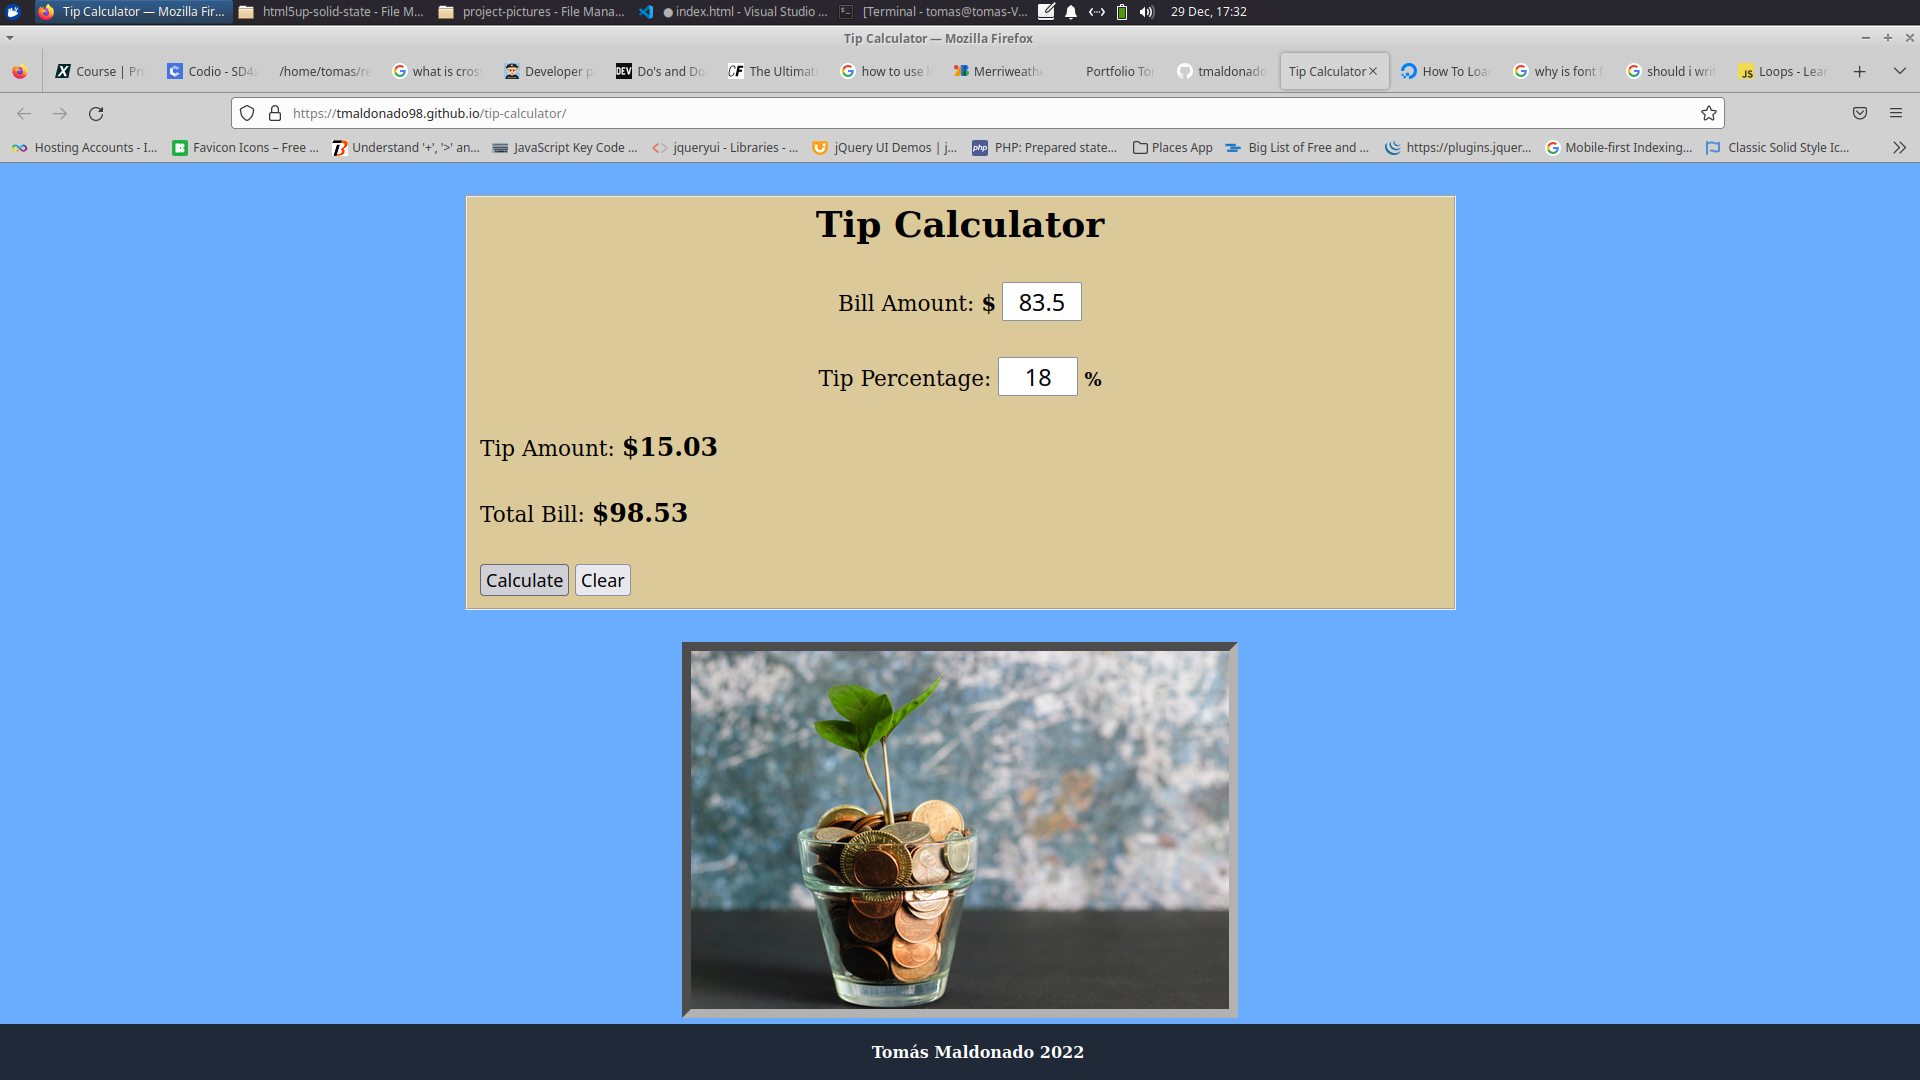 Tip Calculator — Mozilla Fir...
html5up-solid-state - File M...
project-pictures - File Mana...
● index.html - Visual Studio ...
[Terminal - tomas@tomas-V...
29 Dec, 17:32
Tip Calculator — Mozilla Firefox
Course | Pr
Codio - SD4
/home/tomas/re
what is cros
Developer p
DEV Do's and Do
CF The Ultimat
how to use l
Merriweath
Portfolio To
tmaldonado
Tip Calculator
How To Loa
why is font f
should i writ
JS Loops - Lear
https://tmaldonado98.github.io/tip-calculator/
Hosting Accounts - I...
Favicon Icons – Free ...
Understand '+', '>' an...
JavaScript Key Code ...
jqueryui - Libraries - ...
jQuery UI Demos | j...
php PHP: Prepared state...
Places App
Big List of Free and ...
https://plugins.jquer...
Mobile-first Indexing...
Classic Solid Style Ic...
Tip Calculator
Bill Amount: $ 83.5
Tip Percentage: 18 %
Tip Amount: $15.03
Total Bill: $98.53
Calculate Clear
Tomás Maldonado 2022